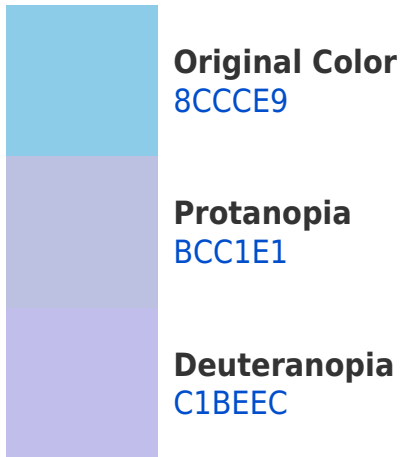 Original Color
8CCCE9
Protanopia
BCC1E1
Deuteranopia
C1BEEC